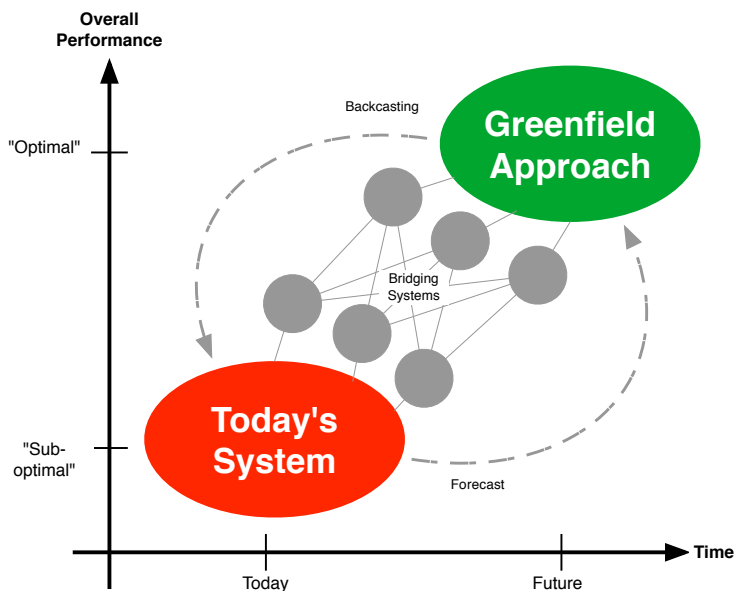 Overall
Performance
Backcasting
"Optimal"
Greenfield
Approach
Bridging
Systems
Today's
System
"Sub-
optimal"
Forecast
Time
Today
Future